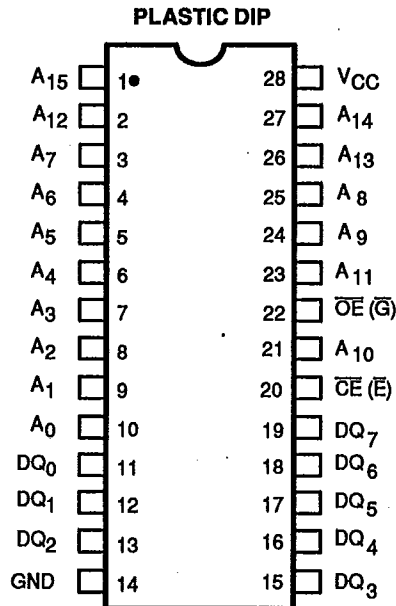 PLASTIC DIP
A15 1 28 VCC
A12 2 27 A14
A7 3 26 A13
A6 4 25 A8
A5 5 24 A9
A4 6 23 A11
A3 7 22 O̅E̅ (G̅)
A2 8 21 A10
A1 9 20 C̅E̅ (E̅)
A0 10 19 DQ7
DQ0 11 18 DQ6
DQ1 12 17 DQ5
DQ2 13 16 DQ4
GND 14 15 DQ3